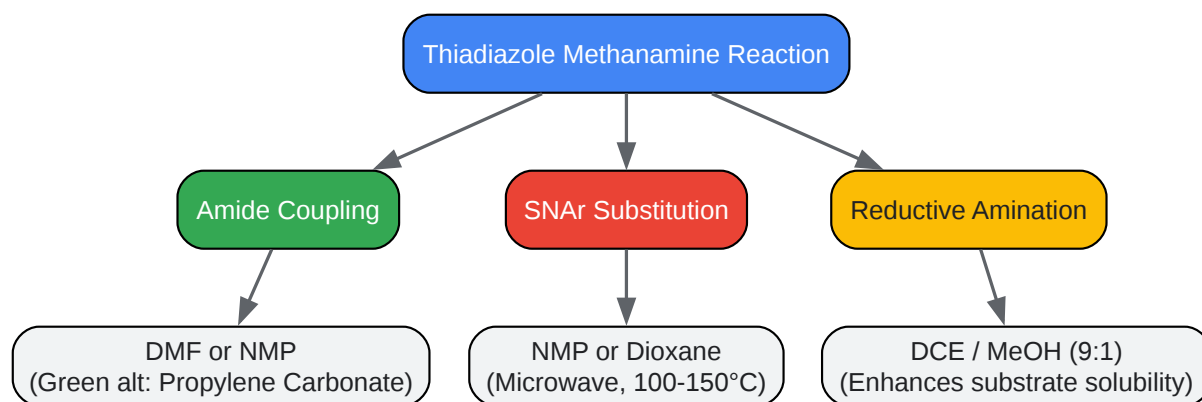 Thiadiazole Methanamine Reaction
Amide Coupling
SNAr Substitution
Reductive Amination
DMF or NMP
(Green alt: Propylene Carbonate)
NMP or Dioxane
(Microwave, 100-150°C)
DCE / MeOH (9:1)
(Enhances substrate solubility)